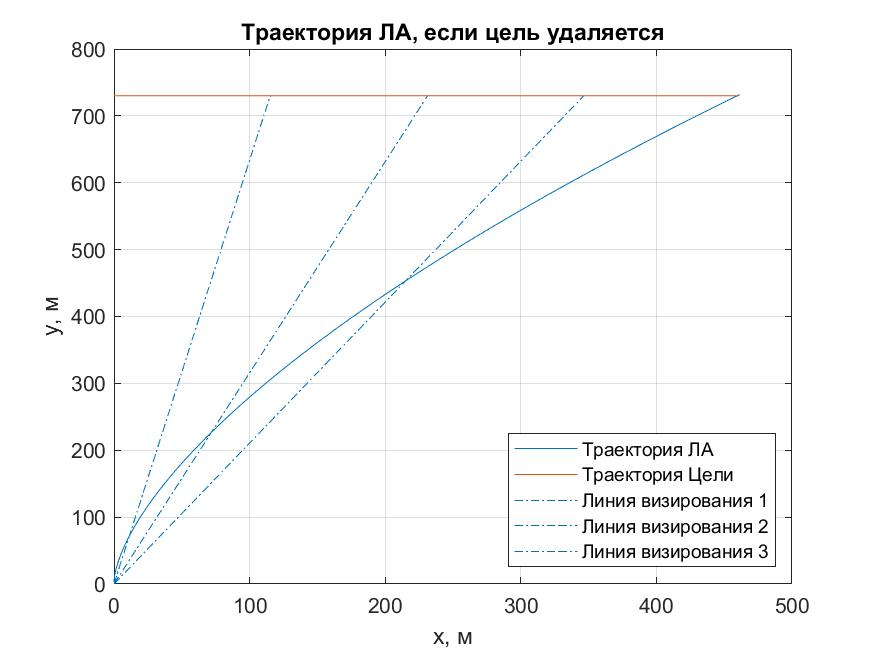 Траектория ЛА, если цель удаляется
800
700
600
500
400
300
200
100
0
y, м
0 100 200 300 400 500
x, м
Траектория ЛА
Траектория Цели
Линия визирования 1
Линия визирования 2
Линия визирования 3